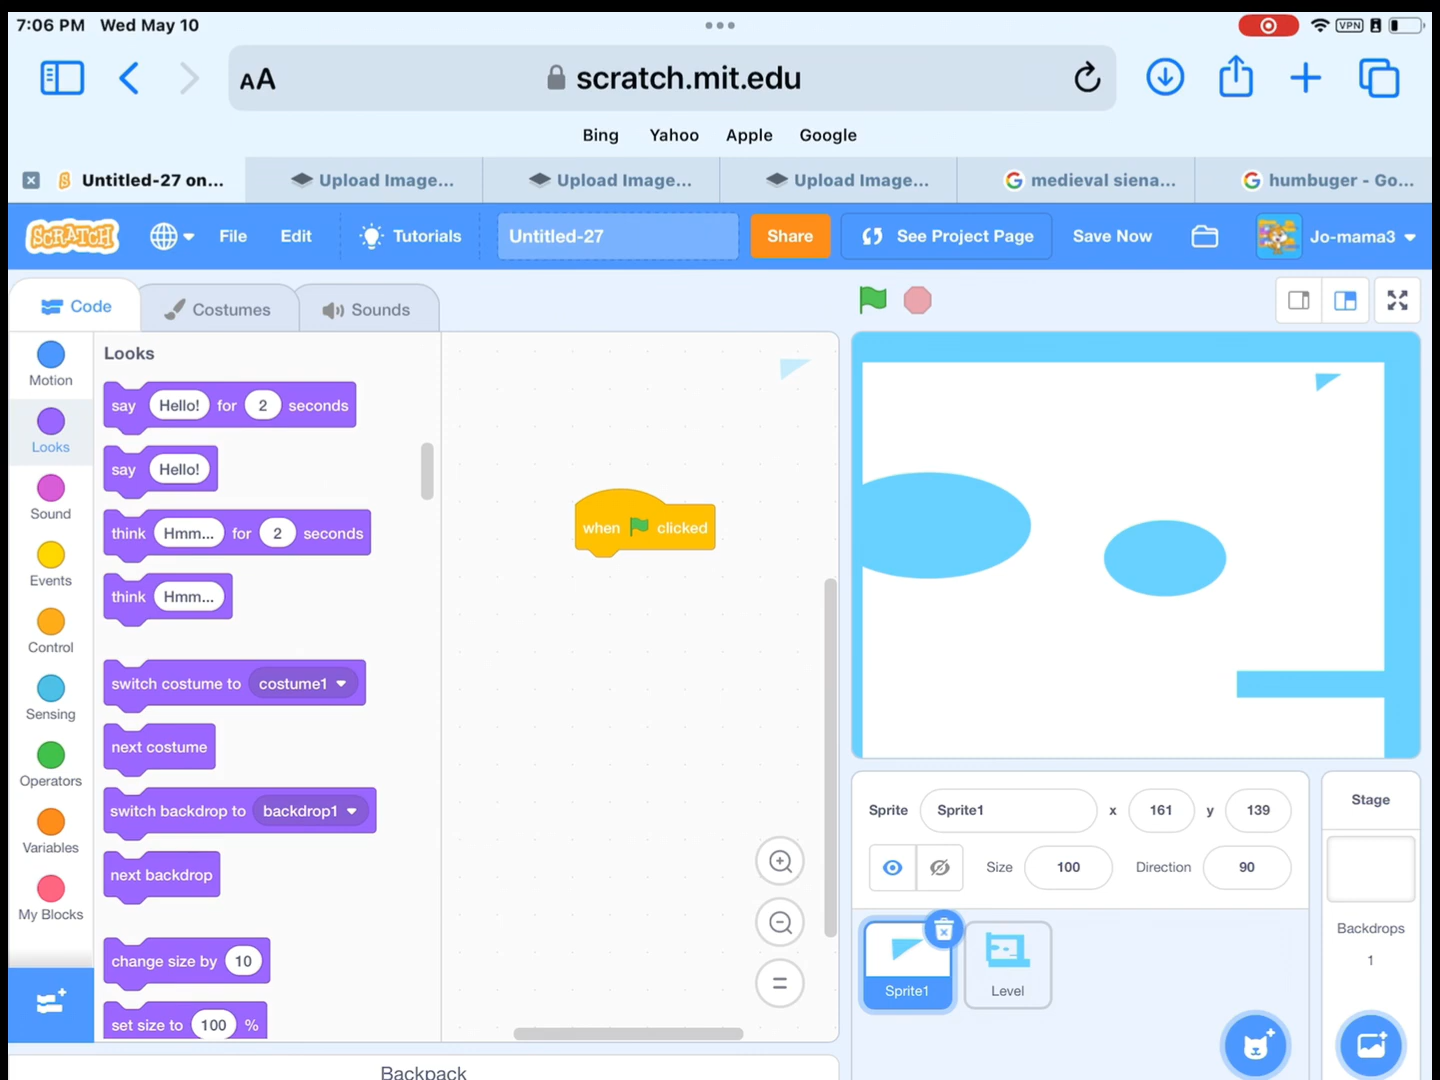 7:06 PM Wed May 10
VPN
AA scratch.mit.edu
Bing Yahoo Apple Google
Untitled-27 on... Upload Image... Upload Image... Upload Image... medieval siena... humbuger - Go...
SCRATCH File Edit Tutorials Untitled-27 Share See Project Page Save Now Jo-mama3
Code Costumes Sounds
Motion
Looks
Sound
Events
Control
Sensing
Operators
Variables
My Blocks
Looks
say Hello! for 2 seconds
say Hello!
think Hmm... for 2 seconds
think Hmm...
switch costume to costume1
next costume
switch backdrop to backdrop1
next backdrop
change size by 10
set size to 100 %
when clicked
Sprite Sprite1 x 161 y 139
Size 100 Direction 90
Sprite1 Level
Stage
Backdrops
1
Backpack